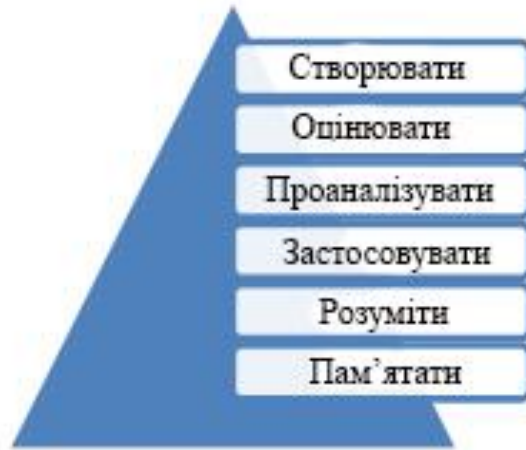 Створювати
Оцінювати
Проаналізувати
Застосовувати
Розуміти
Пам’ятати